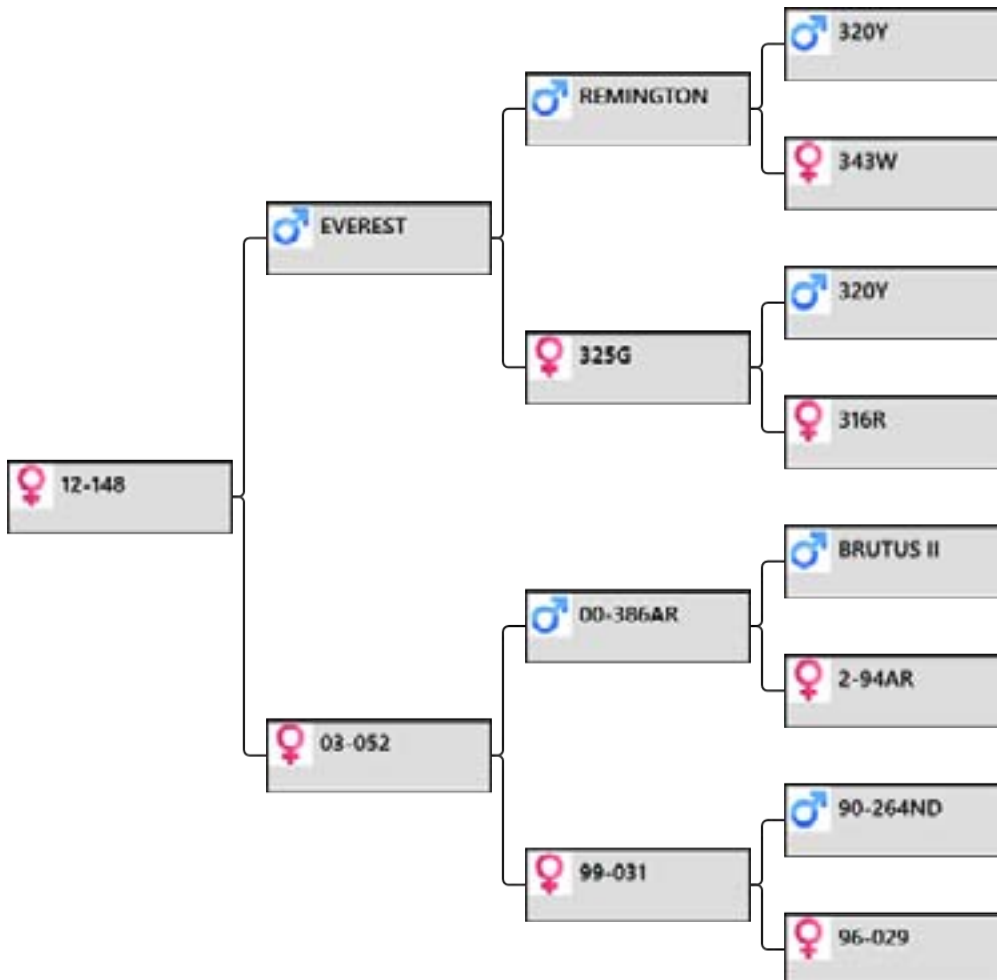 320Y
REMINGTON
343W
EVEREST
320Y
325G
316R
12-148
BRUTUS II
00-386AR
2-94AR
03-052
90-264ND
99-031
96-029